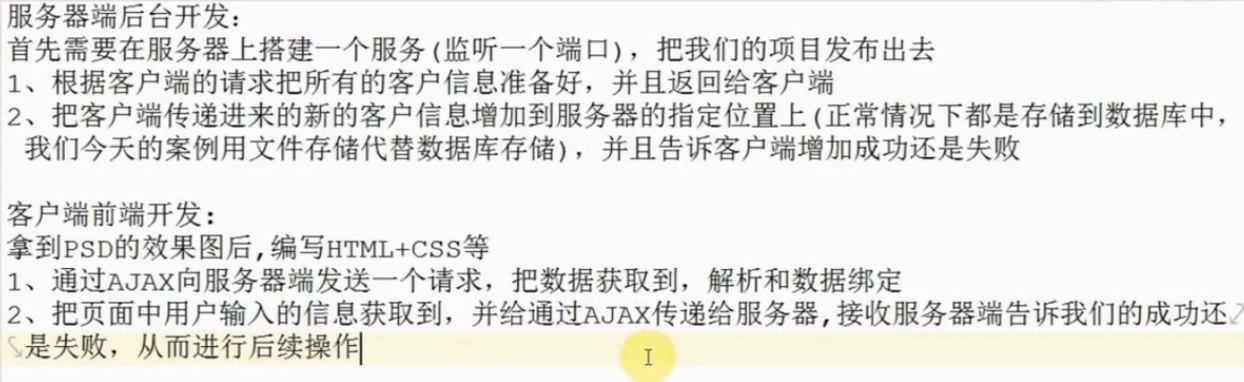 服务器端后台开发:
首先需要在服务器上搭建一个服务(监听一个端口)，把我们的项目发布出去
1、根据客户端的请求把所有的客户信息准备好，并且返回给客户端
2、把客户端传递进来的新的客户信息增加到服务器的指定位置上(正常情况下都是存储到数据库中，
我们今天的案例用文件存储代替数据库存储)，并且告诉客户端增加成功还是失败
客户端前端开发:
拿到PSD的效果图后,编写HTML+CSS等
1、通过AJAX向服务器端发送一个请求，把数据获取到，解析和数据绑定
2、把页面中用户输入的信息获取到，并给通过AJAX传递给服务器,接收服务器端告诉我们的成功还
是失败，从而进行后续操作